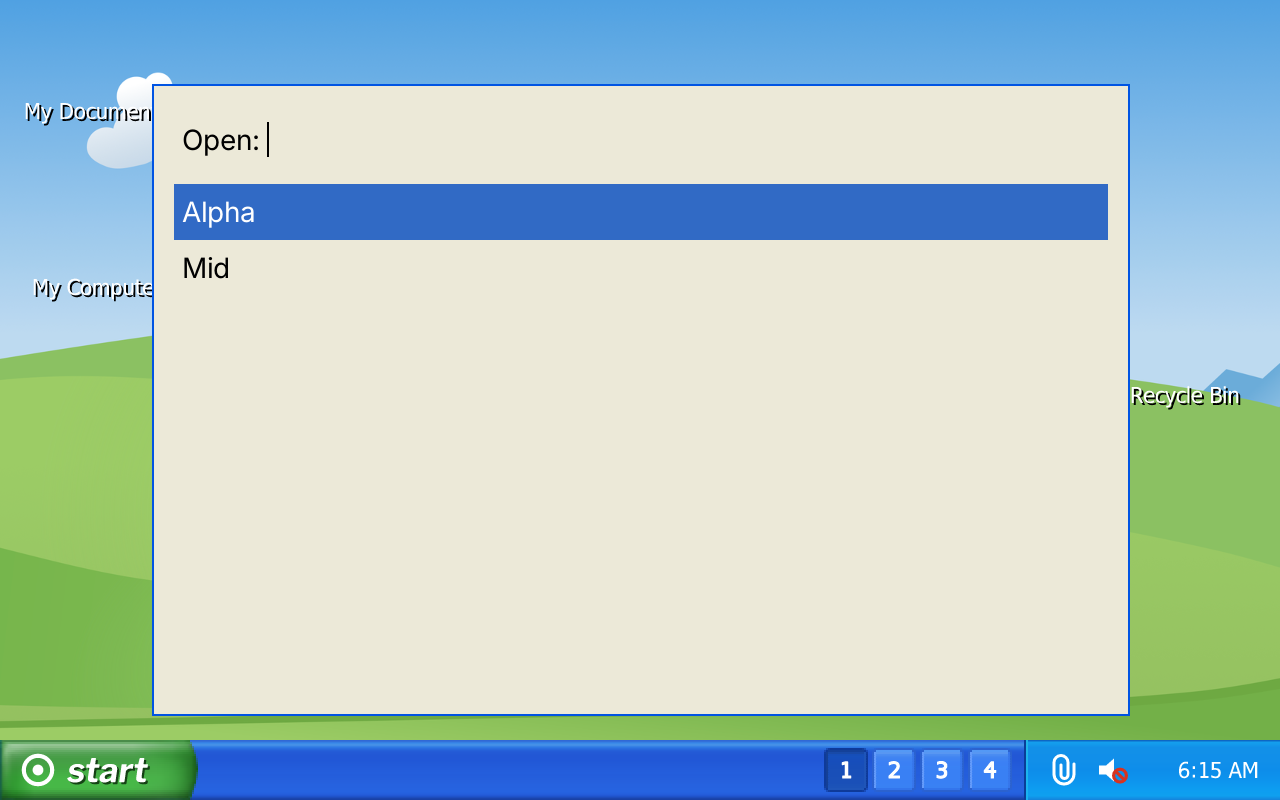 My Documen
Open:
Alpha
Mid
My Compute
Recycle Bin
start
1 2 3 4
6:15 AM